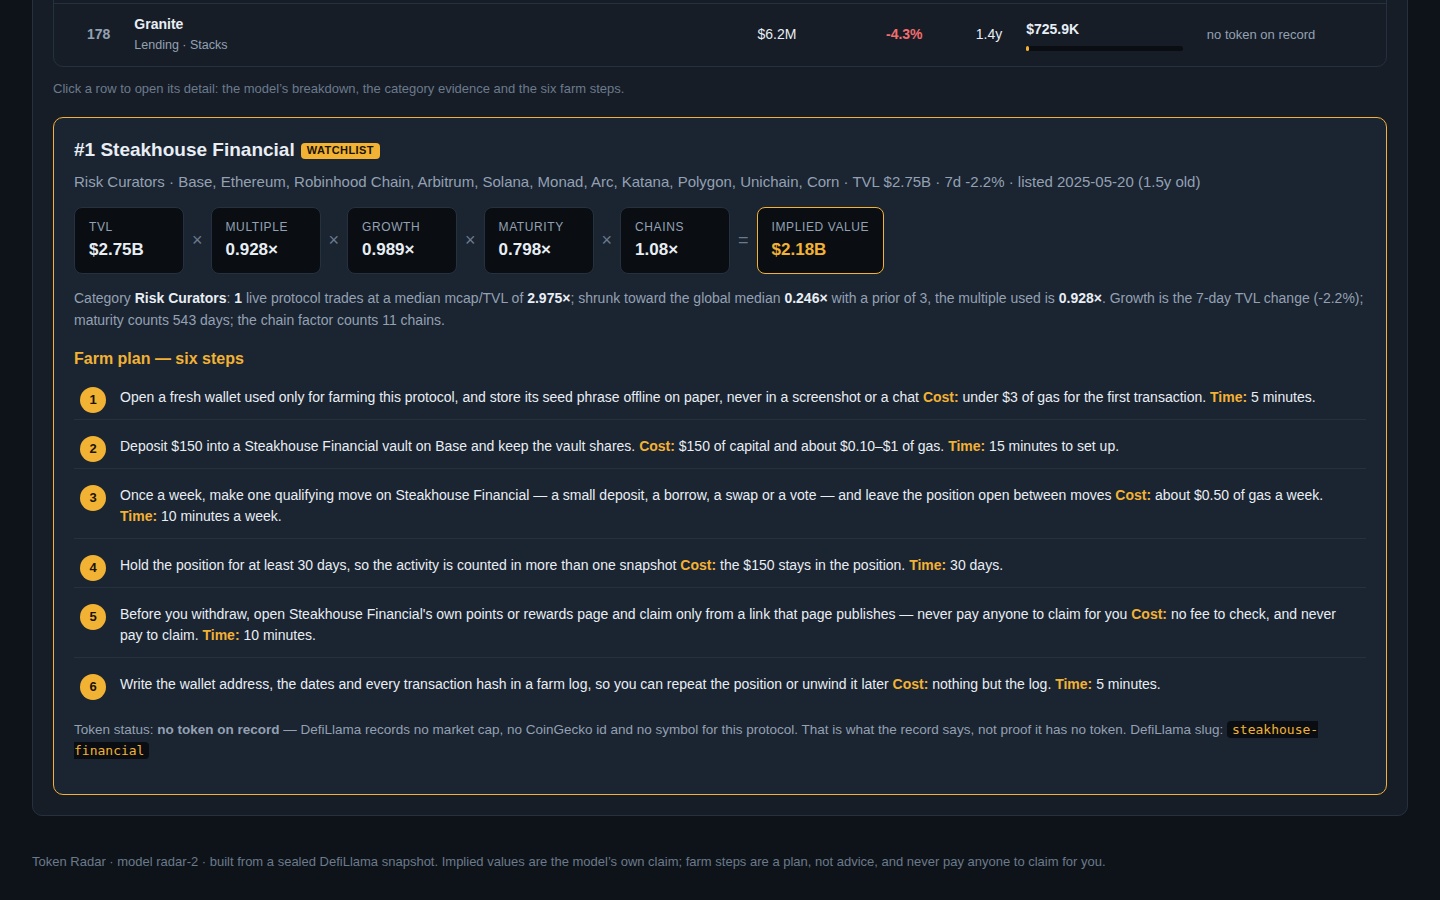 178 Granite $6.2M -4.3% 1.4y $725.9K no token on record
Lending · Stacks
Click a row to open its detail: the model's breakdown, the category evidence and the six farm steps.
#1 Steakhouse Financial WATCHLIST
Risk Curators · Base, Ethereum, Robinhood Chain, Arbitrum, Solana, Monad, Arc, Katana, Polygon, Unichain, Corn · TVL $2.75B · 7d -2.2% · listed 2025-05-20 (1.5y old)
TVL MULTIPLE GROWTH MATURITY CHAINS IMPLIED VALUE
$2.75B × 0.928× × 0.989× × 0.798× × 1.08× = $2.18B
Category Risk Curators: 1 live protocol trades at a median mcap/TVL of 2.975×; shrunk toward the global median 0.246× with a prior of 3, the multiple used is 0.928×. Growth is the 7-day TVL change (-2.2%);
maturity counts 543 days; the chain factor counts 11 chains.
Farm plan — six steps
1 Open a fresh wallet used only for farming this protocol, and store its seed phrase offline on paper, never in a screenshot or a chat Cost: under $3 of gas for the first transaction. Time: 5 minutes.
2 Deposit $150 into a Steakhouse Financial vault on Base and keep the vault shares. Cost: $150 of capital and about $0.10–$1 of gas. Time: 15 minutes to set up.
3 Once a week, make one qualifying move on Steakhouse Financial — a small deposit, a borrow, a swap or a vote — and leave the position open between moves Cost: about $0.50 of gas a week.
Time: 10 minutes a week.
4 Hold the position for at least 30 days, so the activity is counted in more than one snapshot Cost: the $150 stays in the position. Time: 30 days.
5 Before you withdraw, open Steakhouse Financial's own points or rewards page and claim only from a link that page publishes — never pay anyone to claim for you Cost: no fee to check, and never
pay to claim. Time: 10 minutes.
6 Write the wallet address, the dates and every transaction hash in a farm log, so you can repeat the position or unwind it later Cost: nothing but the log. Time: 5 minutes.
Token status: no token on record — DefiLlama records no market cap, no CoinGecko id and no symbol for this protocol. That is what the record says, not proof it has no token. DefiLlama slug: steakhouse-
financial
Token Radar · model radar-2 · built from a sealed DefiLlama snapshot. Implied values are the model's own claim; farm steps are a plan, not advice, and never pay anyone to claim for you.